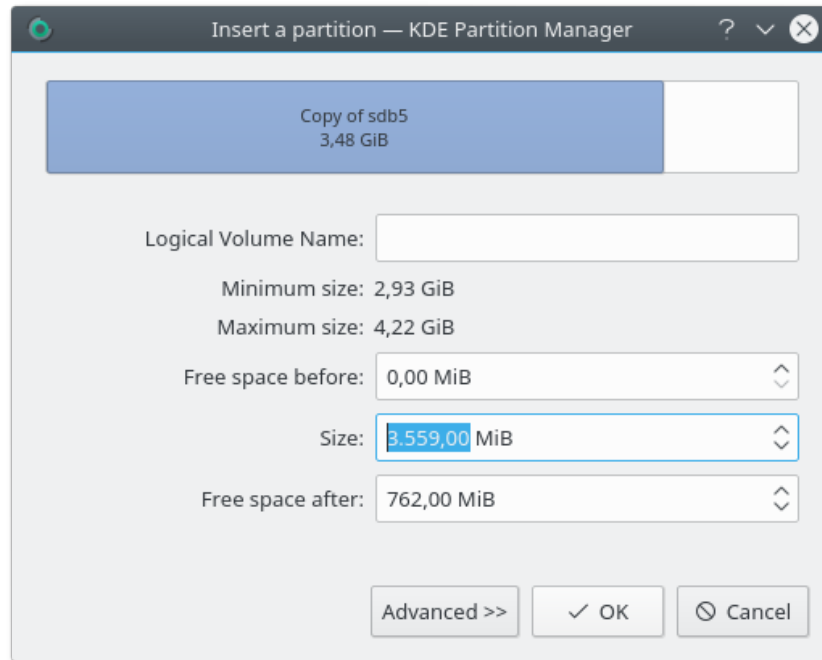 Insert a partition — KDE Partition Manager
Copy of sdb5
3,48 GiB
Logical Volume Name:
Minimum size: 2,93 GiB
Maximum size: 4,22 GiB
Free space before: 0,00 MiB
Size: 3.559,00 MiB
Free space after: 762,00 MiB
Advanced >> OK Cancel